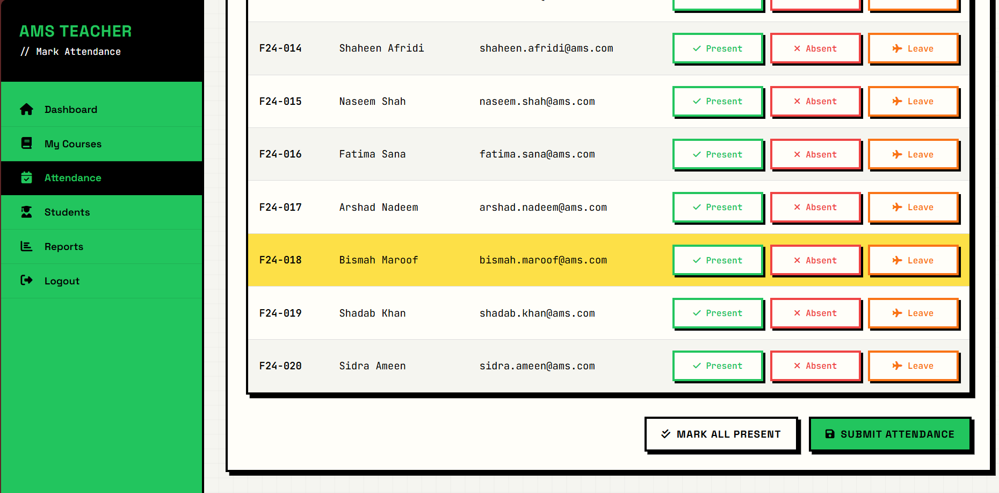 AMS TEACHER
// Mark Attendance
Dashboard
My Courses
Attendance
Students
Reports
Logout
F24-014 Shaheen Afridi shaheen.afridi@ams.com Present Absent Leave
F24-015 Naseem Shah naseem.shah@ams.com Present Absent Leave
F24-016 Fatima Sana fatima.sana@ams.com Present Absent Leave
F24-017 Arshad Nadeem arshad.nadeem@ams.com Present Absent Leave
F24-018 Bismah Maroof bismah.maroof@ams.com Present Absent Leave
F24-019 Shadab Khan shadab.khan@ams.com Present Absent Leave
F24-020 Sidra Ameen sidra.ameen@ams.com Present Absent Leave
MARK ALL PRESENT SUBMIT ATTENDANCE